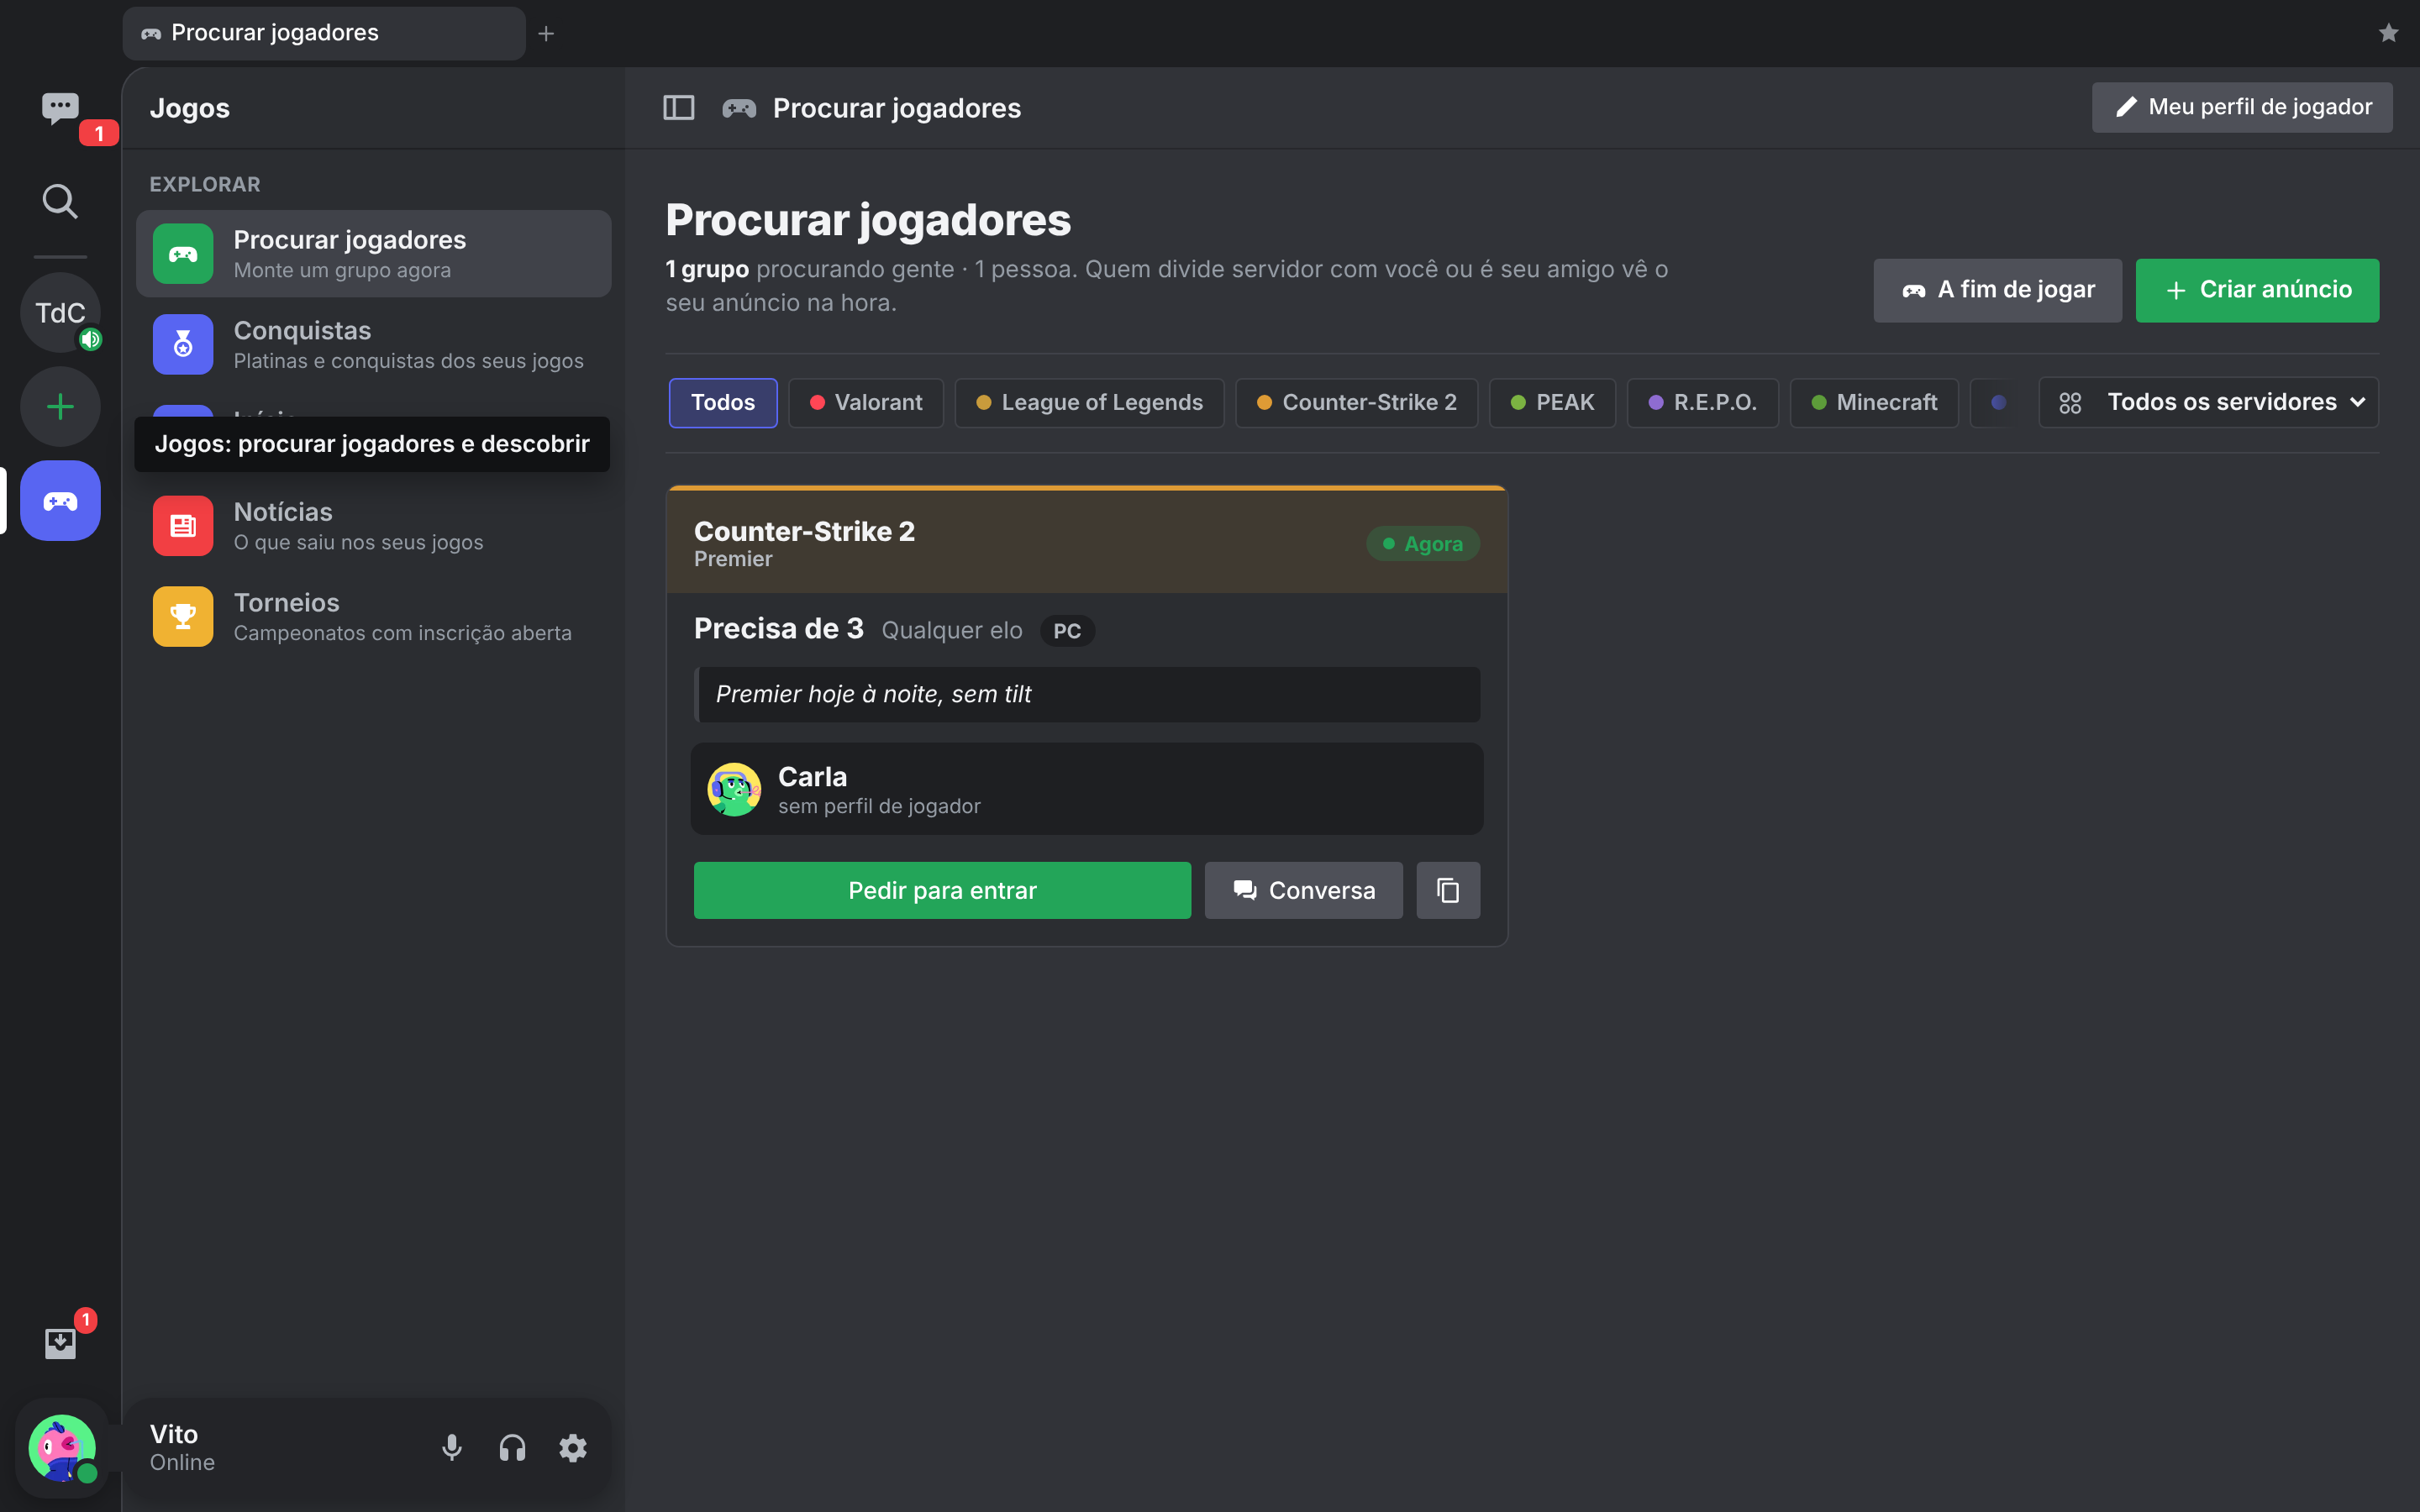 Procurar jogadores
1
TdC
Jogos
EXPLORAR
Procurar jogadores
Monte um grupo agora
Conquistas
Platinas e conquistas dos seus jogos
Jogos: procurar jogadores e descobrir
Notícias
O que saiu nos seus jogos
Torneios
Campeonatos com inscrição aberta
1
Vito
Online
Procurar jogadores
Meu perfil de jogador
Procurar jogadores
1 grupo procurando gente · 1 pessoa. Quem divide servidor com você ou é seu amigo vê o
seu anúncio na hora.
A fim de jogar
Criar anúncio
Todos
Valorant
League of Legends
Counter-Strike 2
PEAK
R.E.P.O.
Minecraft
Todos os servidores
Counter-Strike 2
Premier
Agora
Precisa de 3 Qualquer elo PC
Premier hoje à noite, sem tilt
Carla
sem perfil de jogador
Pedir para entrar
Conversa